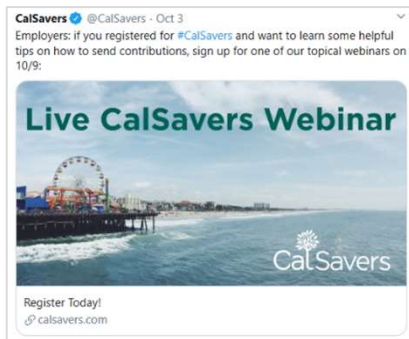 CalSavers @CalSavers · Oct 3
Employers: if you registered for #CalSavers and want to learn some helpful
tips on how to send contributions, sign up for one of our topical webinars on
10/9:
Live CalSavers Webinar
CalSavers
Register Today!
calsavers.com